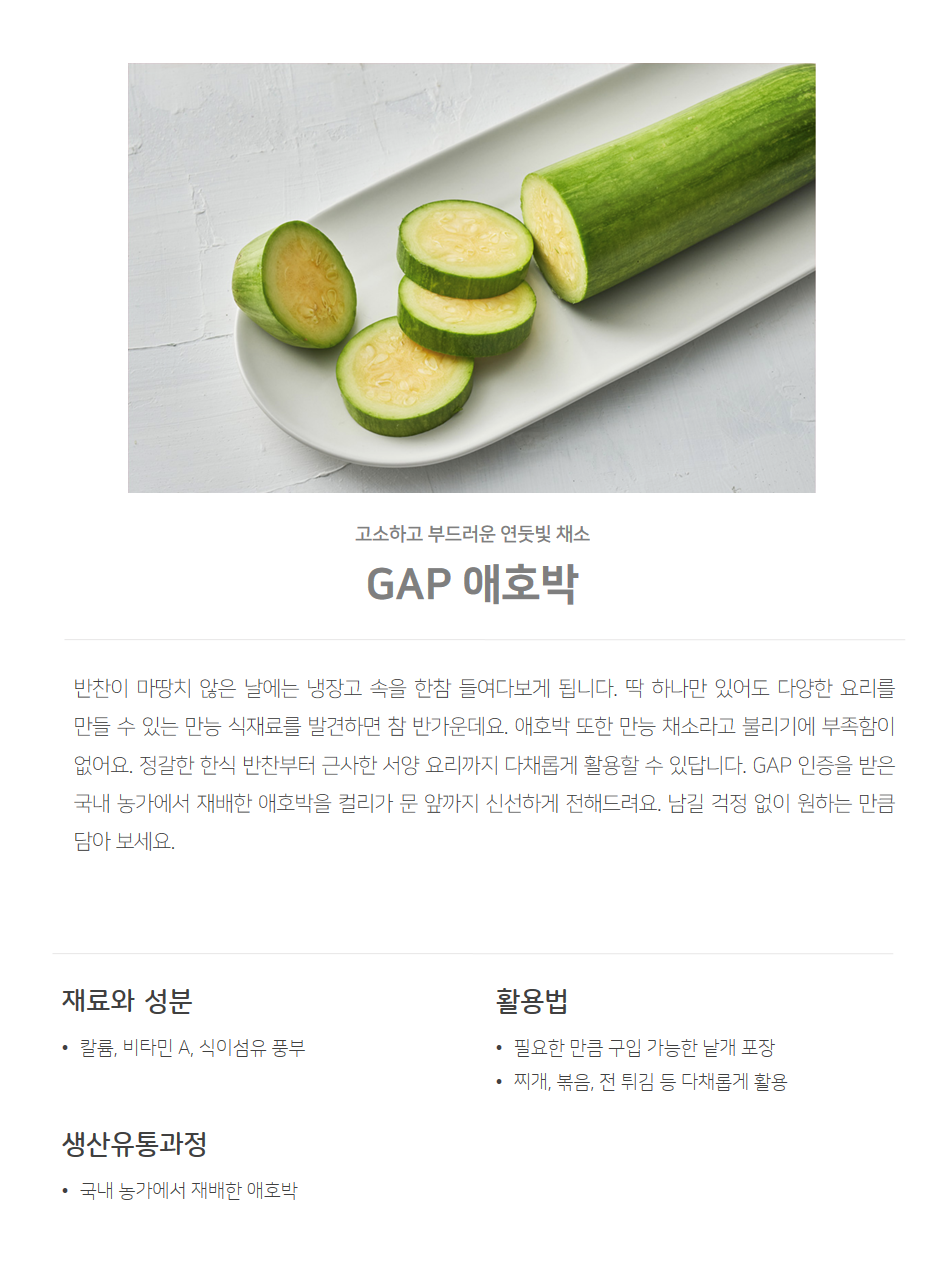 고소하고 부드러운 연둣빛 채소
GAP 애호박
반찬이 마땅치 않은 날에는 냉장고 속을 한참 들여다보게 됩니다. 딱 하나만 있어도 다양한 요리를
만들 수 있는 만능 식재료를 발견하면 참 반가운데요. 애호박 또한 만능 채소라고 불리기에 부족함이
없어요. 정갈한 한식 반찬부터 근사한 서양 요리까지 다채롭게 활용할 수 있답니다. GAP 인증을 받은
국내 농가에서 재배한 애호박을 컬리가 문 앞까지 신선하게 전해드려요. 남길 걱정 없이 원하는 만큼
담아 보세요.
재료와 성분
• 칼륨, 비타민 A, 식이섬유 풍부
활용법
• 필요한 만큼 구입 가능한 낱개 포장
• 찌개, 볶음, 전 튀김 등 다채롭게 활용
생산유통과정
• 국내 농가에서 재배한 애호박